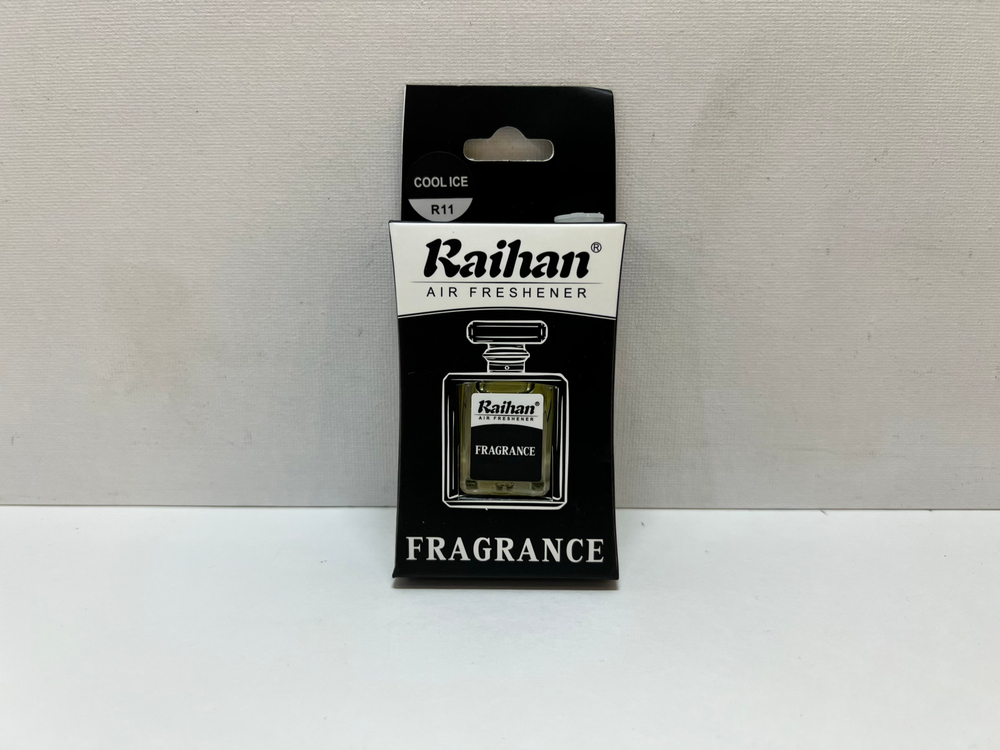 COOL ICE
R11
Raihan®
AIR FRESHENER
Raihan®
AIR FRESHENER
FRAGRANCE
FRAGRANCE